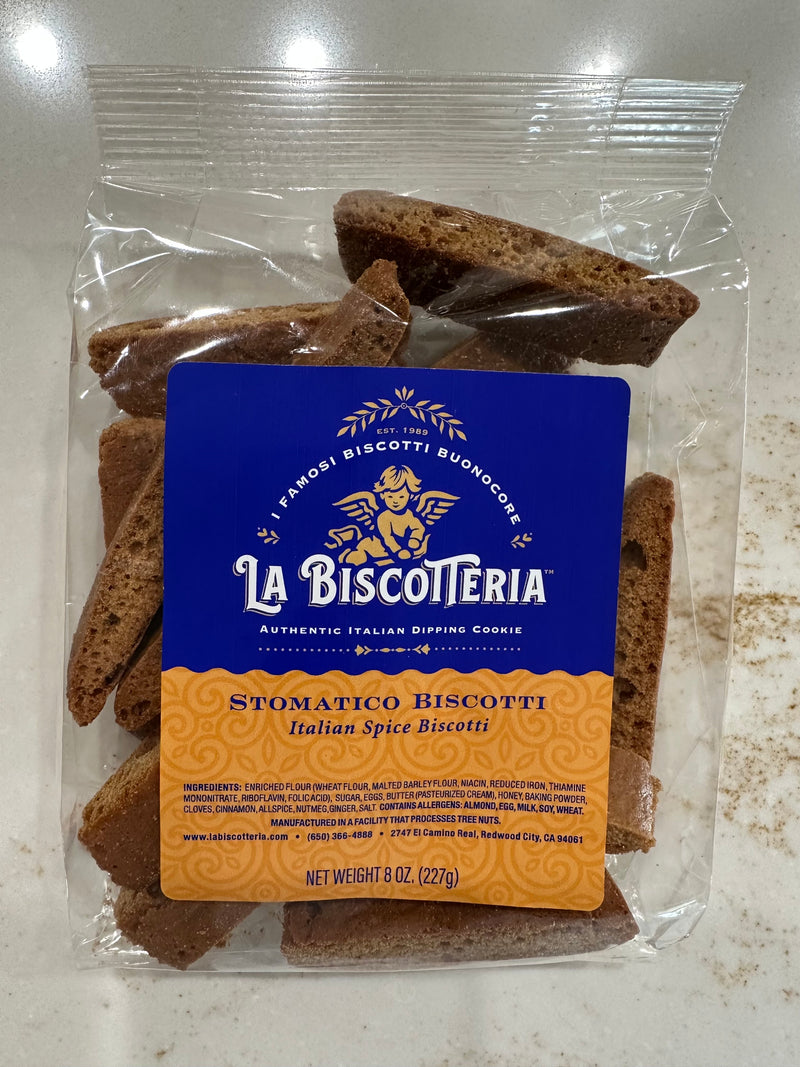 EST. 1989
I FAMOSI BISCOTTI BUONOCORE
LA BISCOTTERIA™
AUTHENTIC ITALIAN DIPPING COOKIE
STOMATICO BISCOTTI
Italian Spice Biscotti
INGREDIENTS: ENRICHED FLOUR (WHEAT FLOUR, MALTED BARLEY FLOUR, NIACIN, REDUCED IRON, THIAMINE
MONONITRATE, RIBOFLAVIN, FOLIC ACID), SUGAR, EGGS, BUTTER (PASTEURIZED CREAM), HONEY, BAKING POWDER,
CLOVES, CINNAMON, ALLSPICE, NUTMEG, GINGER, SALT. CONTAINS ALLERGENS: ALMOND, EGG, MILK, SOY, WHEAT.
MANUFACTURED IN A FACILITY THAT PROCESSES TREE NUTS.
www.labiscotteria.com • (650) 366-4888 • 2747 El Camino Real, Redwood City, CA 94061
NET WEIGHT 8 OZ. (227g)